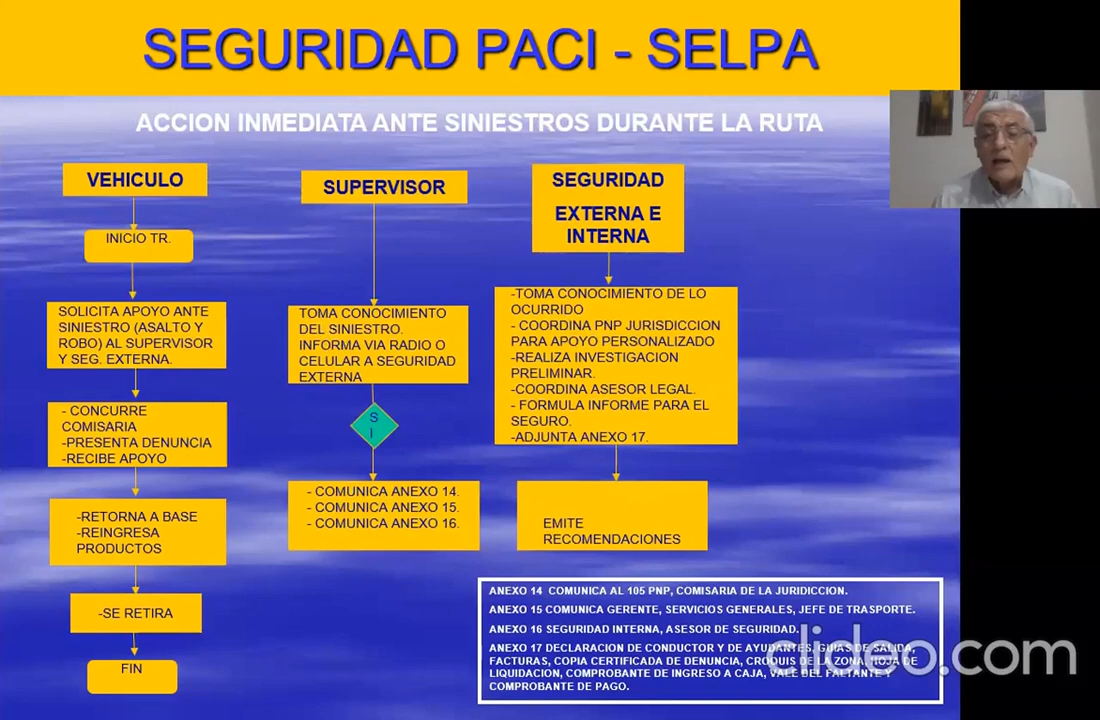 SEGURIDAD PACI - SELPA
ACCION INMEDIATA ANTE SINIESTROS DURANTE LA RUTA
VEHICULO
INICIO TR.
SOLICITA APOYO ANTE
SINIESTRO (ASALTO Y
ROBO) AL SUPERVISOR
Y SEG. EXTERNA.
- CONCURRE
COMISARIA
-PRESENTA DENUNCIA
-RECIBE APOYO
-RETORNA A BASE
-REINGRESA
PRODUCTOS
-SE RETIRA
FIN
SUPERVISOR
TOMA CONOCIMIENTO
DEL SINIESTRO.
INFORMA VIA RADIO O
CELULAR A SEGURIDAD
EXTERNA
S
I
- COMUNICA ANEXO 14.
- COMUNICA ANEXO 15.
- COMUNICA ANEXO 16.
SEGURIDAD
EXTERNA E
INTERNA
-TOMA CONOCIMIENTO DE LO
OCURRIDO
- COORDINA PNP JURISDICCION
PARA APOYO PERSONALIZADO
-REALIZA INVESTIGACION
PRELIMINAR.
-COORDINA ASESOR LEGAL.
- FORMULA INFORME PARA EL
SEGURO.
-ADJUNTA ANEXO 17.
EMITE
RECOMENDACIONES
ANEXO 14 COMUNICA AL 105 PNP, COMISARIA DE LA JURIDICCION.
ANEXO 15 COMUNICA GERENTE, SERVICIOS GENERALES, JEFE DE TRASPORTE.
ANEXO 16 SEGURIDAD INTERNA, ASESOR DE SEGURIDAD.
ANEXO 17 DECLARACION DE CONDUCTOR Y DE AYUDANTES, GUIAS DE SALIDA,
FACTURAS, COPIA CERTIFICADA DE DENUNCIA, CROQUIS DE LA ZONA, HOJA DE
LIQUIDACION, COMPROBANTE DE INGRESO A CAJA, VALE DEL FALTANTE Y
COMPROBANTE DE PAGO.
clideo.com